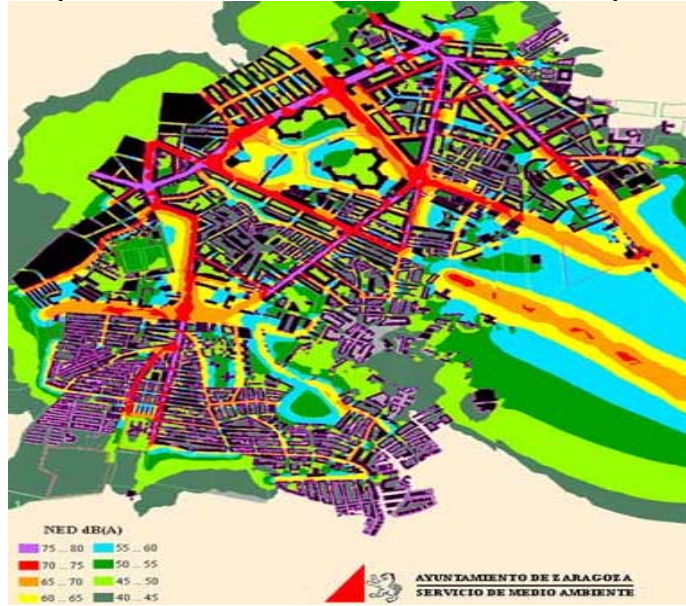 NED dB(A)
75 ... 80
70 ... 75
65 ... 70
60 ... 65
55 ... 60
50 ... 55
45 ... 50
40 ... 45
AYUNTAMIENTO DE ZARAGOZA
SERVICIO DE MEDIO AMBIENTE